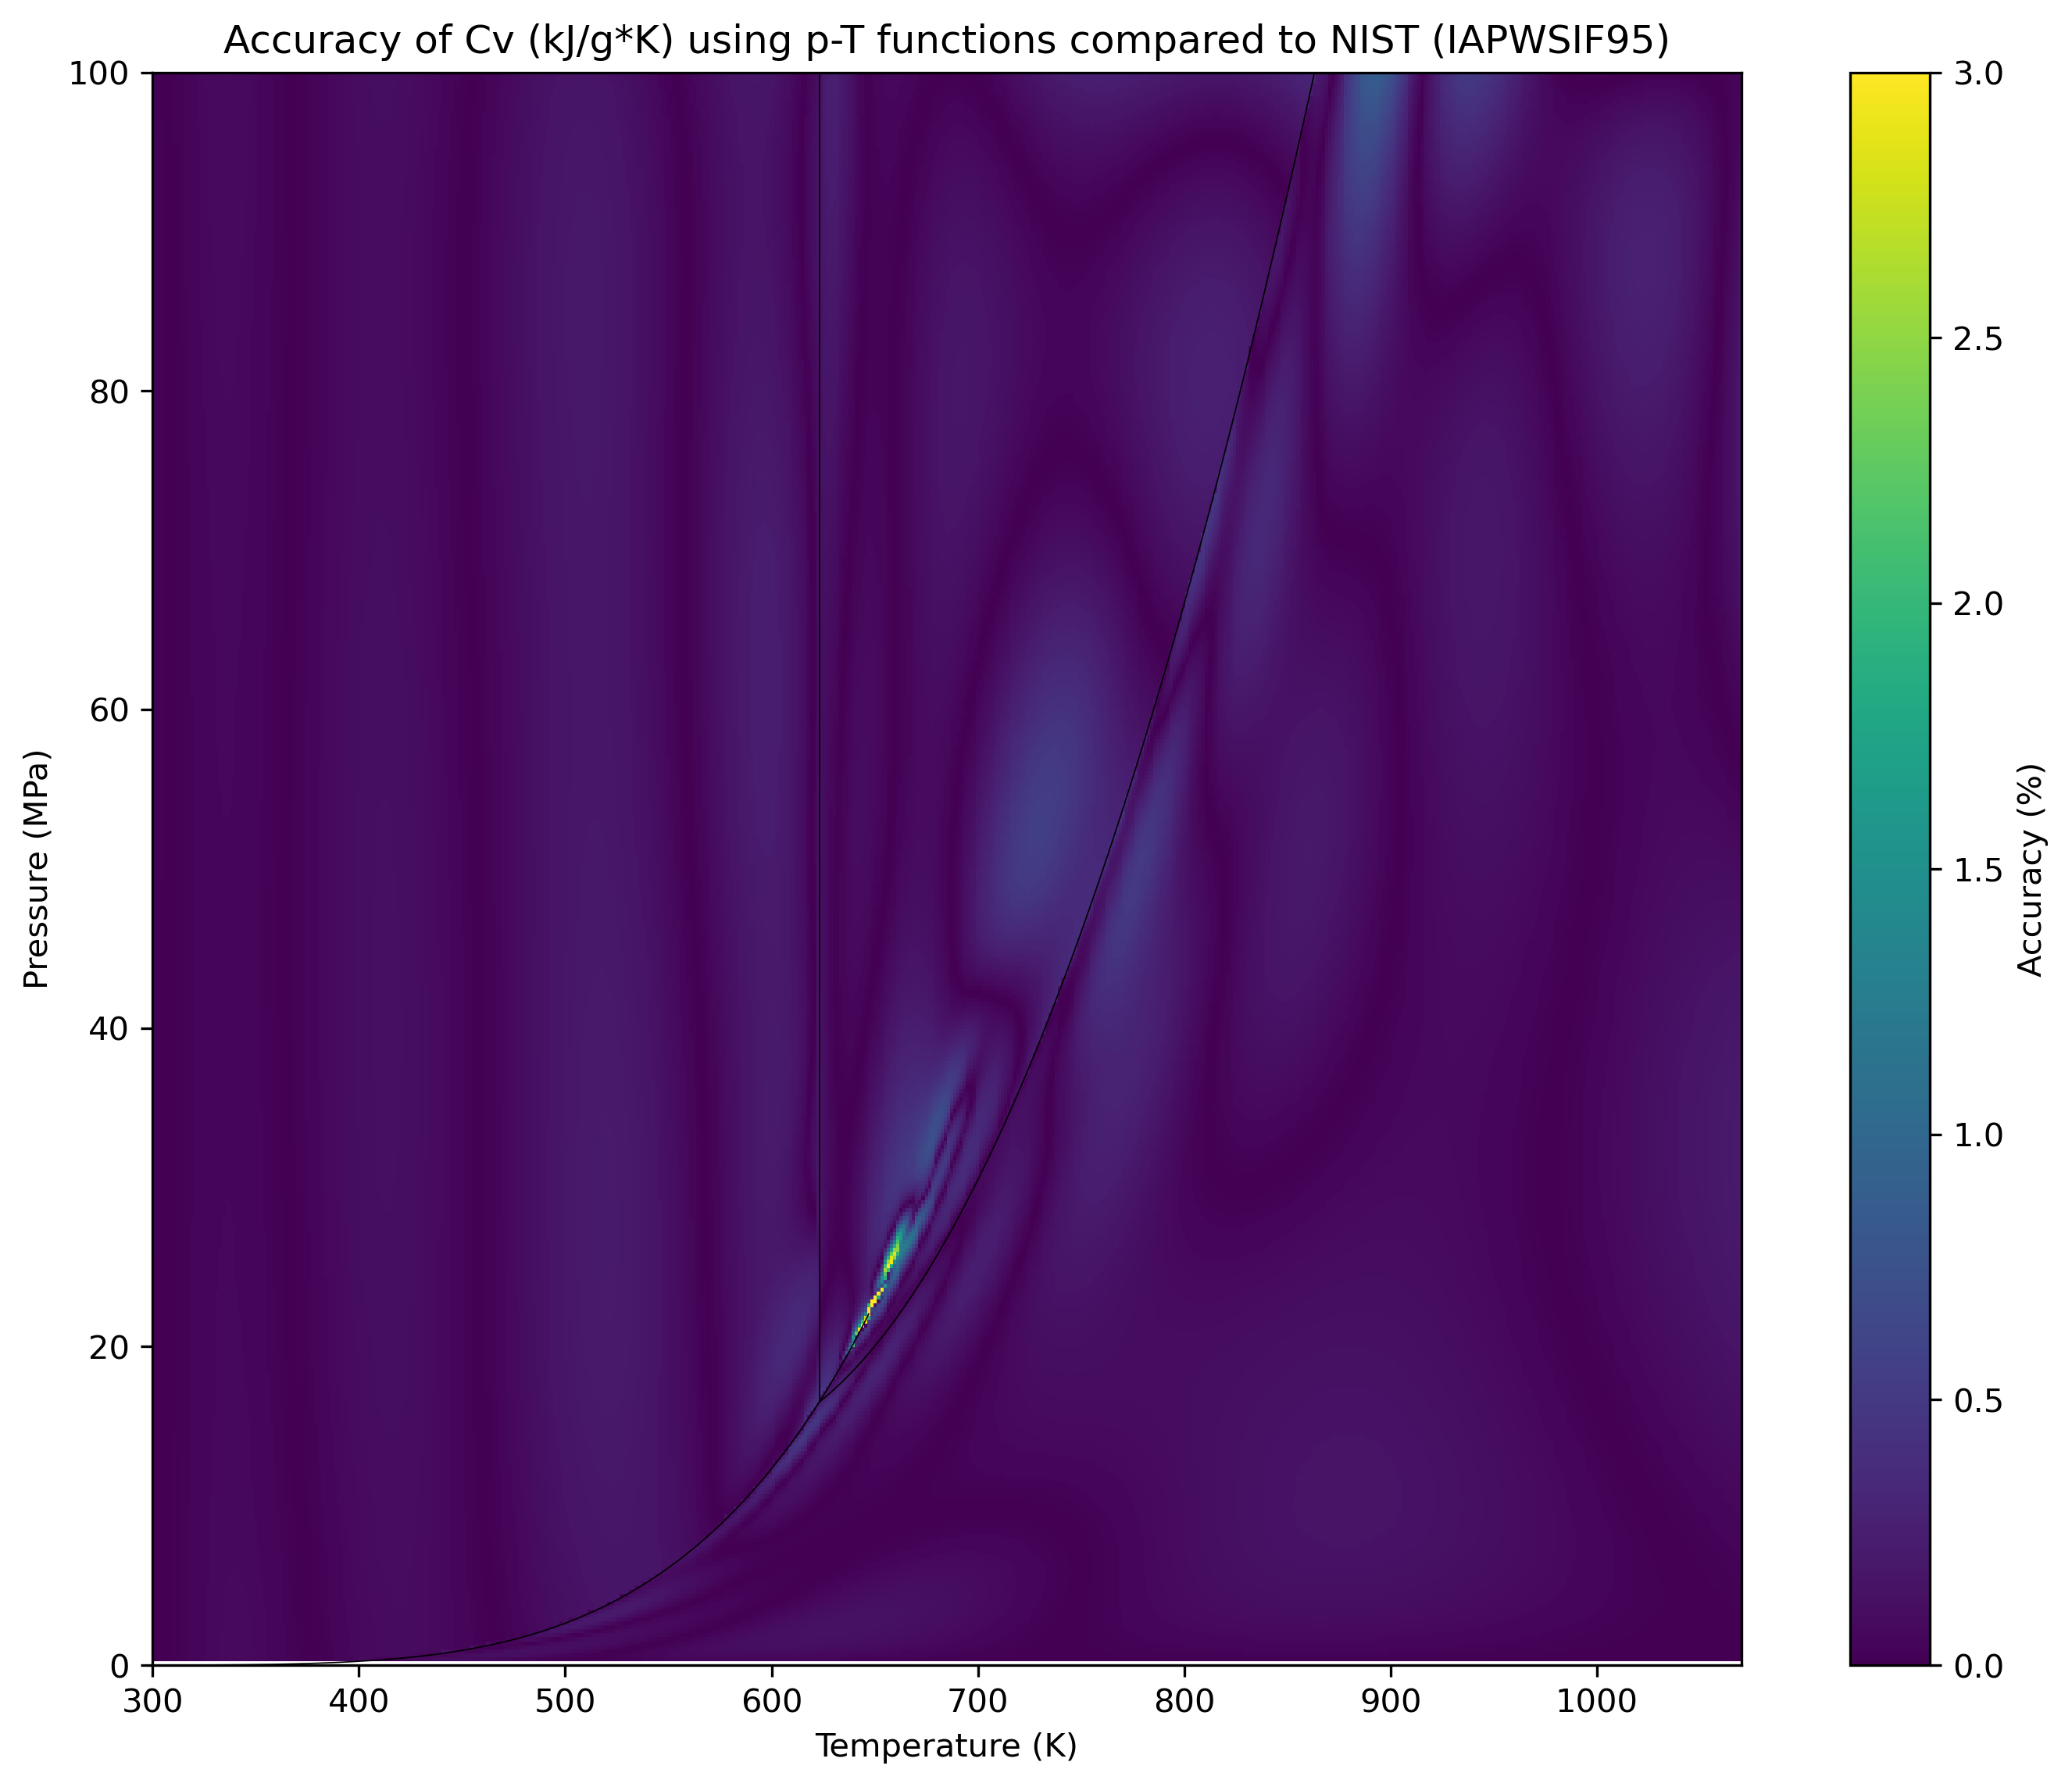 Accuracy of Cv (kJ/g*K) using p-T functions compared to NIST (IAPWSIF95)
100
80
60
40
20
0
Pressure (MPa)
300 400 500 600 700 800 900 1000
Temperature (K)
3.0
2.5
2.0
1.5
1.0
0.5
0.0
Accuracy (%)